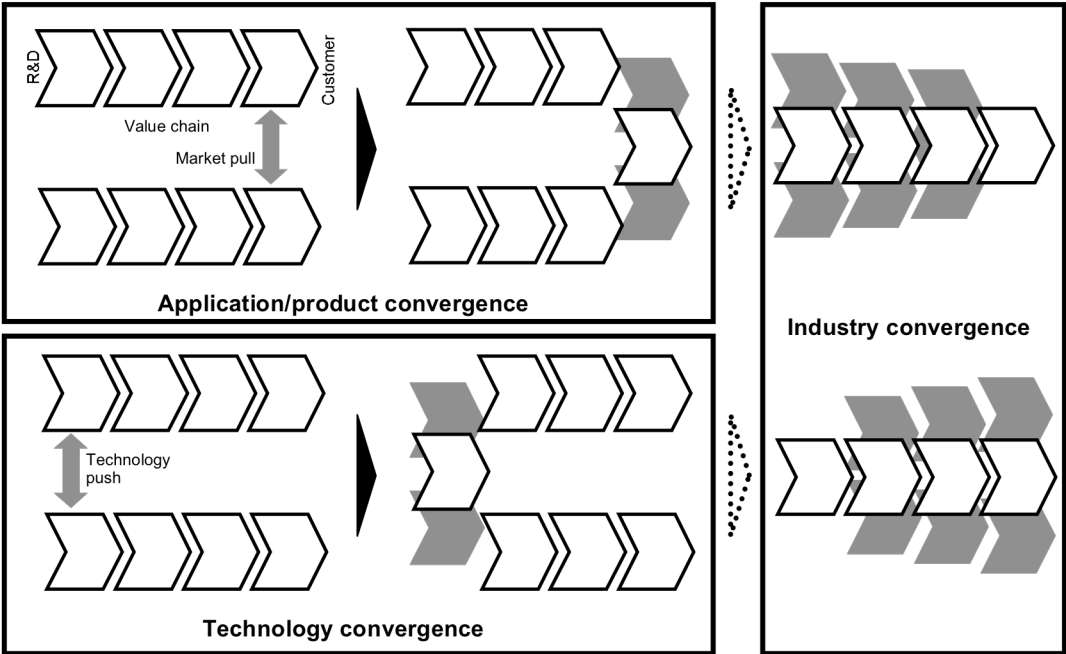 R&D
Customer
Value chain
Market pull
Application/product convergence
Industry convergence
Technology
push
Technology convergence